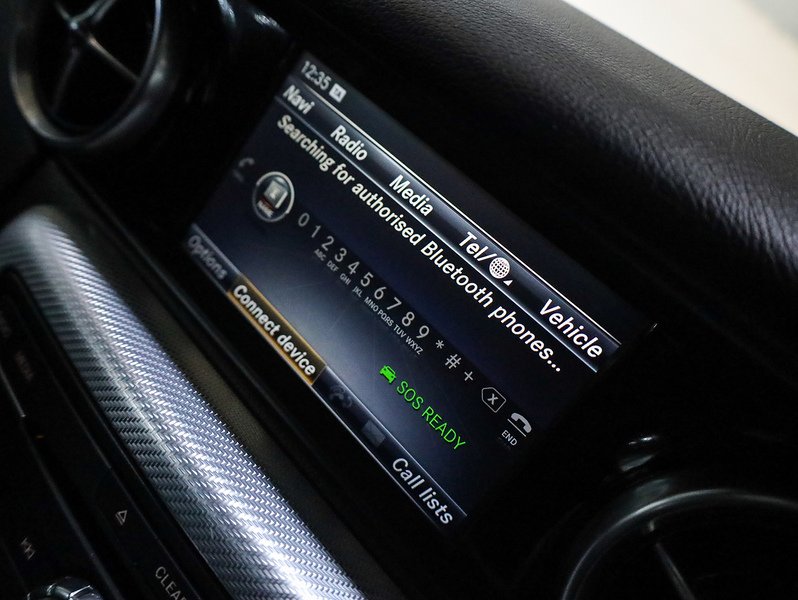 12:35
Navi Radio Media Tel/ Vehicle
Searching for authorised Bluetooth phones...
0 1 2 3 4 5 6 7 8 9 * # +
ABC DEF GHI JKL MNO PQRS TUV WXYZ
END
SOS READY
Options Connect device Call lists
CLEAR